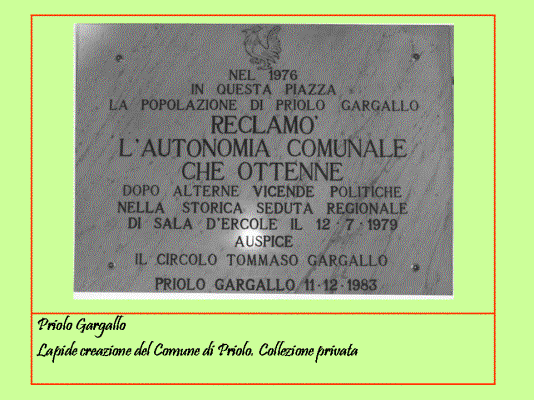 NEL 1976
IN QUESTA PIAZZA
LA POPOLAZIONE DI PRIOLO GARGALLO
RECLAMO'
L'AUTONOMIA COMUNALE
CHE OTTENNE
DOPO ALTERNE VICENDE POLITICHE
NELLA STORICA SEDUTA REGIONALE
DI SALA D'ERCOLE IL 12·7·1979
AUSPICE
IL CIRCOLO TOMMASO GARGALLO
PRIOLO GARGALLO 11·12·1983
Priolo Gargallo
Lapide creazione del Comune di Priolo. Collezione privata